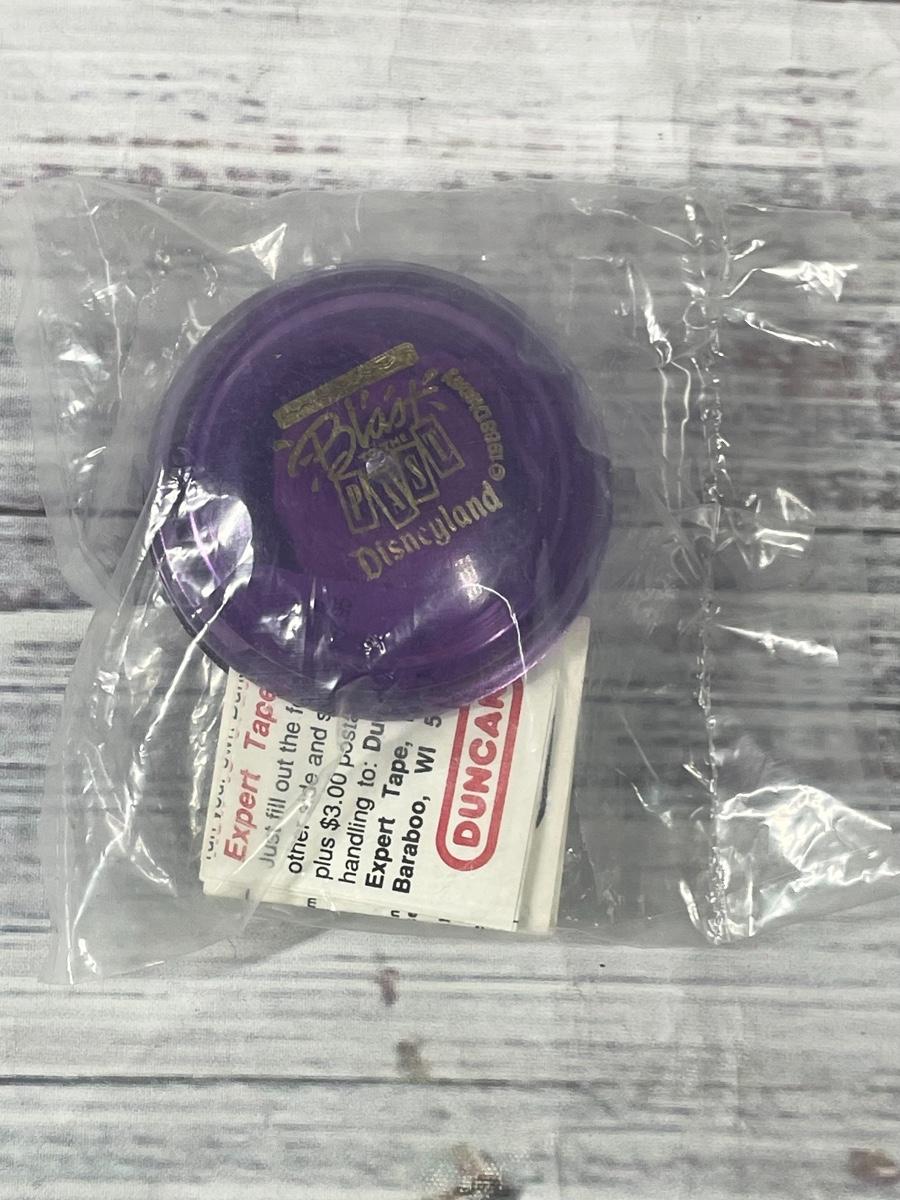 Blast
TO THE
PAST
Disneyland
© 1988 Disney
Expert Tape
Just fill out the f
other side and s
plus $3.00 posta
handling to: Du
Expert Tape,
Baraboo, WI 5
DUNCAN